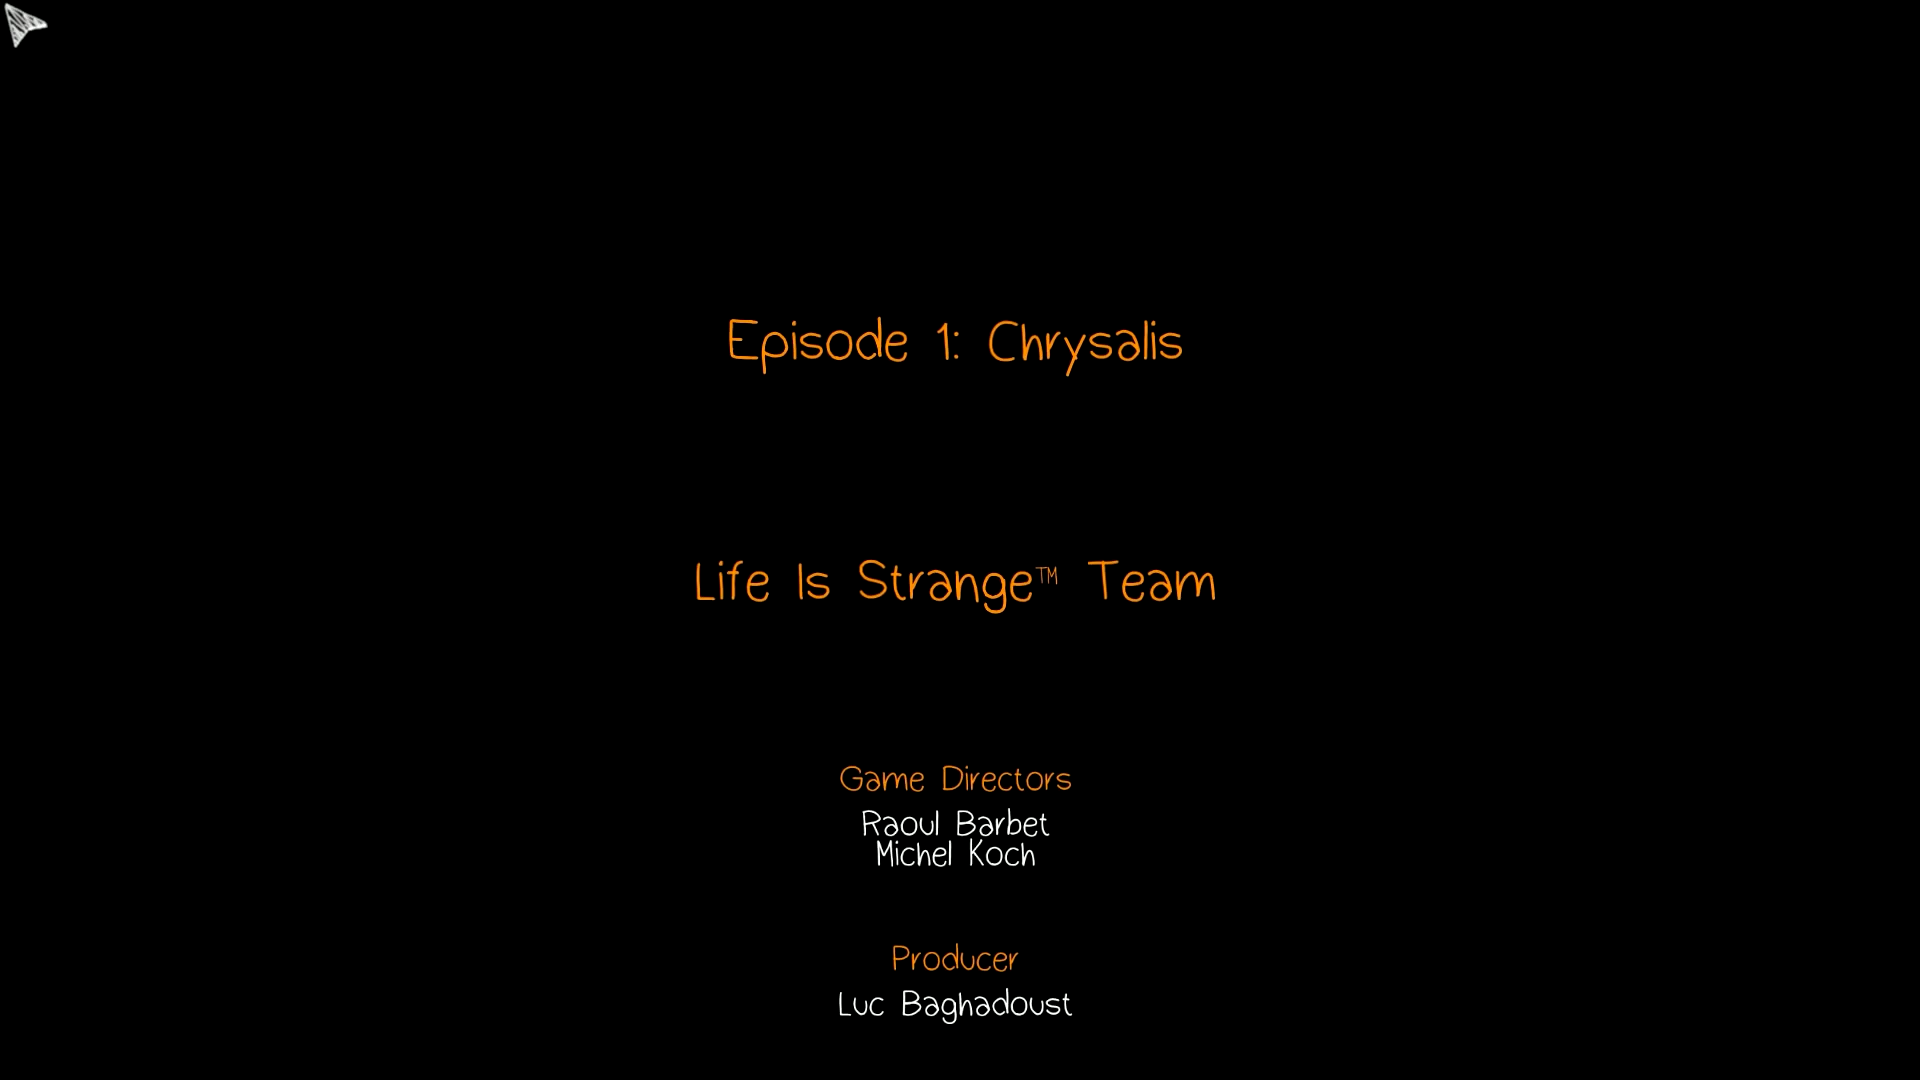 Episode 1: Chrysalis
Life Is Strange™ Team
Game Directors
Raoul Barbet
Michel Koch
Producer
Luc Baghadoust